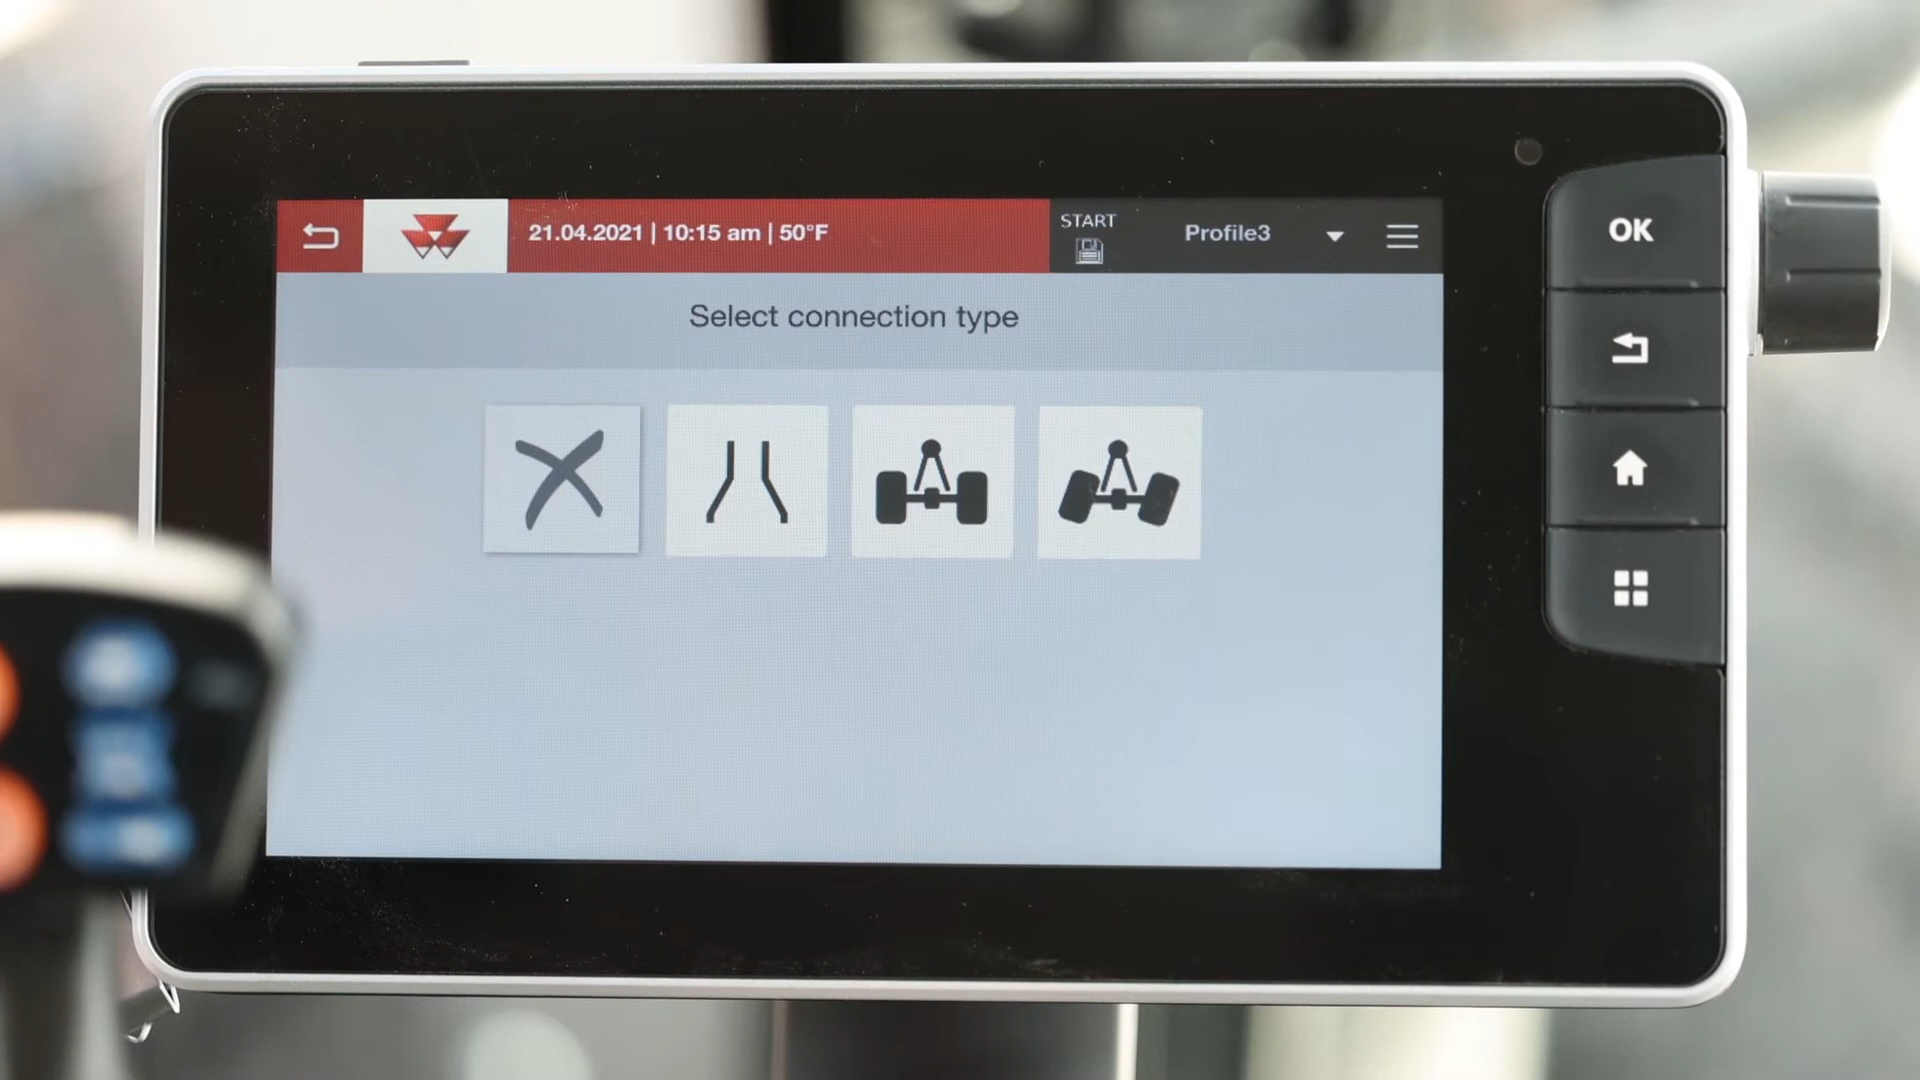 21.04.2021 | 10:15 am | 50°F
START
Profile3
Select connection type
OK